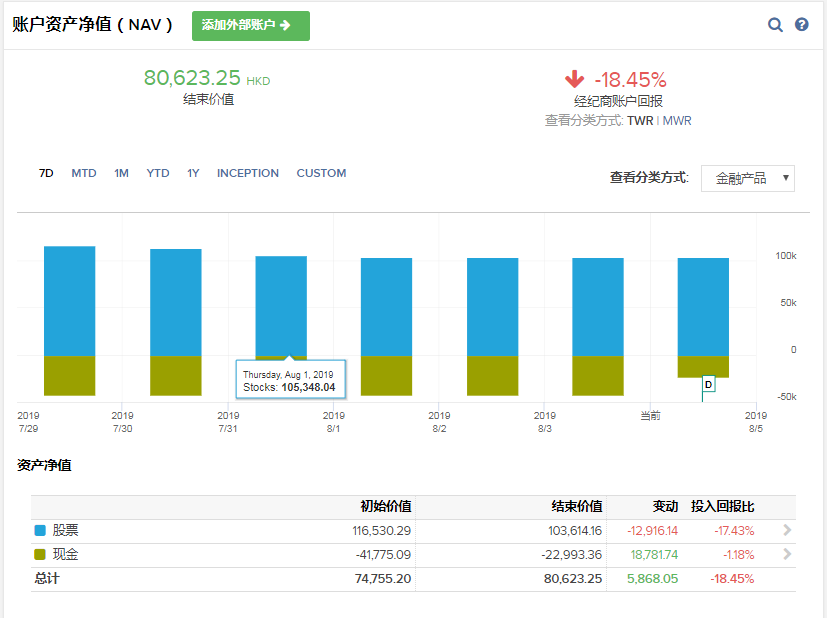 账户资产净值 ( NAV )
添加外部账户
80,623.25 HKD
结束价值
-18.45%
经纪商账户回报
查看分类方式: TWR | MWR
7D MTD 1M YTD 1Y INCEPTION CUSTOM
查看分类方式: 金融产品
100k
50k
0
-50k
Thursday, Aug 1, 2019
Stocks: 105,348.04
D
2019 2019 2019 2019 2019 2019 当前 2019
7/29 7/30 7/31 8/1 8/2 8/3 8/5
资产净值
初始价值 结束价值 变动 投入回报比
股票 116,530.29 103,614.16 -12,916.14 -17.43%
现金 -41,775.09 -22,993.36 18,781.74 -1.18%
总计 74,755.20 80,623.25 5,868.05 -18.45%